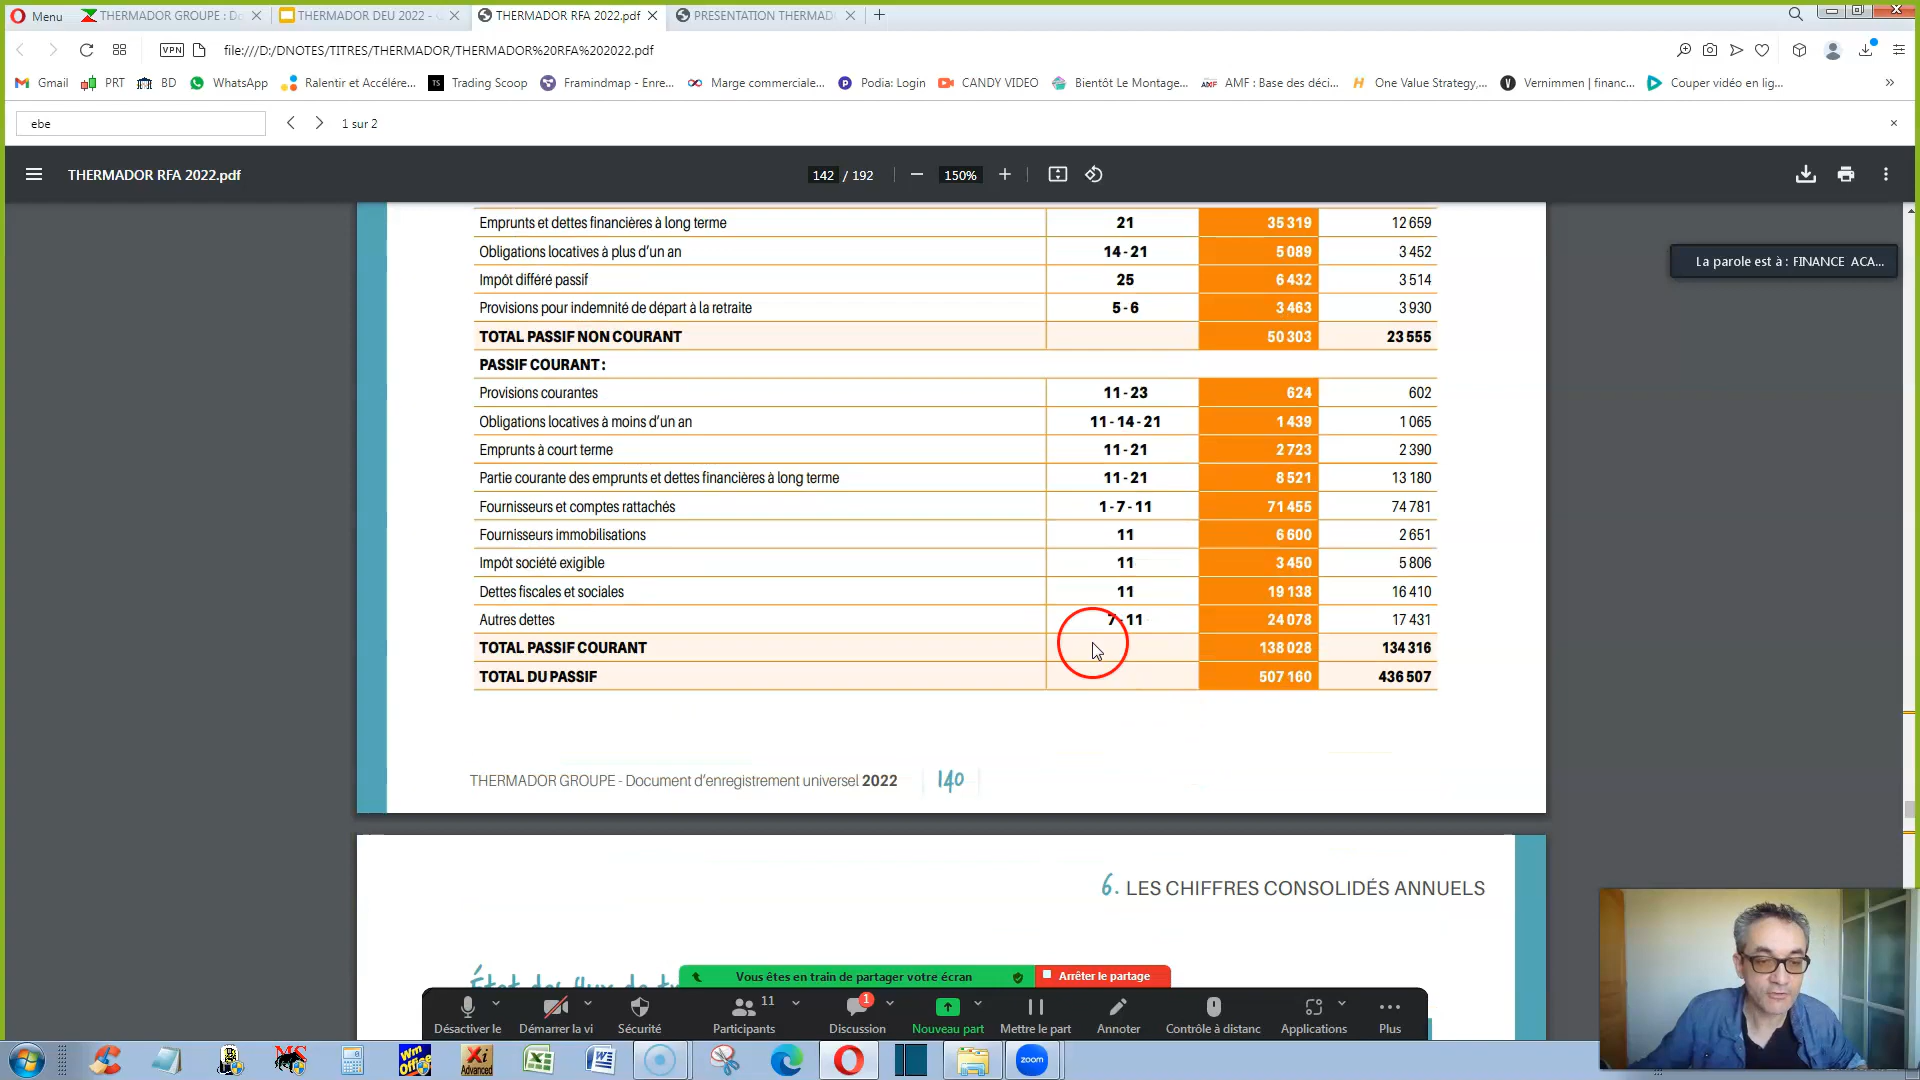 Menu
THERMADOR GROUPE : Do
THERMADOR DEU 2022 -
THERMADOR RFA 2022.pdf
PRESENTATION THERMAD
VPN
file:///D:/DNOTES/TITRES/THERMADOR/THERMADOR%20RFA%202022.pdf
Gmail
PRT
BD
WhatsApp
Ralentir et Accélére...
TS
Trading Scoop
Framindmap - Enre...
Marge commerciale...
Podia: Login
CANDY VIDEO
Bientôt Le Montage...
AMF : Base des déci...
One Value Strategy,...
Vernimmen | financ...
Couper vidéo en lig...
ebe
1 sur 2
THERMADOR RFA 2022.pdf
142 / 192
150%
La parole est à : FINANCE ACA...
Emprunts et dettes financières à long terme 21 35 319 12 659
Obligations locatives à plus d'un an 14 - 21 5 089 3 452
Impôt différé passif 25 6 432 3 514
Provisions pour indemnité de départ à la retraite 5 - 6 3 463 3 930
TOTAL PASSIF NON COURANT 50 303 23 555
PASSIF COURANT :
Provisions courantes 11 - 23 624 602
Obligations locatives à moins d'un an 11 - 14 - 21 1 439 1 065
Emprunts à court terme 11 - 21 2 723 2 390
Partie courante des emprunts et dettes financières à long terme 11 - 21 8 521 13 180
Fournisseurs et comptes rattachés 1 - 7 - 11 71 455 74 781
Fournisseurs immobilisations 11 6 600 2 651
Impôt société exigible 11 3 450 5 806
Dettes fiscales et sociales 11 19 138 16 410
Autres dettes 7 - 11 24 078 17 431
TOTAL PASSIF COURANT 138 028 134 316
TOTAL DU PASSIF 507 160 436 507
THERMADOR GROUPE - Document d'enregistrement universel 2022 140
6. LES CHIFFRES CONSOLIDÉS ANNUELS
État des flux de
Vous êtes en train de partager votre écran
Arrêter le partage
11
1
Désactiver le
Démarrer la vi
Sécurité
Participants
Discussion
Nouveau part
Mettre le part
Annoter
Contrôle à distanc
Applications
Plus
Wm
Office
Xi
Advanced
zoom